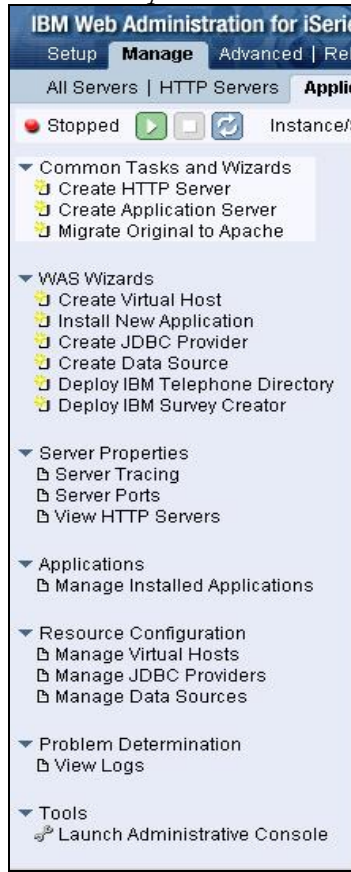 IBM Web Administration for iSerie
Setup Manage Advanced | Rel
All Servers | HTTP Servers Applic
Stopped Instance/
Common Tasks and Wizards
Create HTTP Server
Create Application Server
Migrate Original to Apache
WAS Wizards
Create Virtual Host
Install New Application
Create JDBC Provider
Create Data Source
Deploy IBM Telephone Directory
Deploy IBM Survey Creator
Server Properties
Server Tracing
Server Ports
View HTTP Servers
Applications
Manage Installed Applications
Resource Configuration
Manage Virtual Hosts
Manage JDBC Providers
Manage Data Sources
Problem Determination
View Logs
Tools
Launch Administrative Console